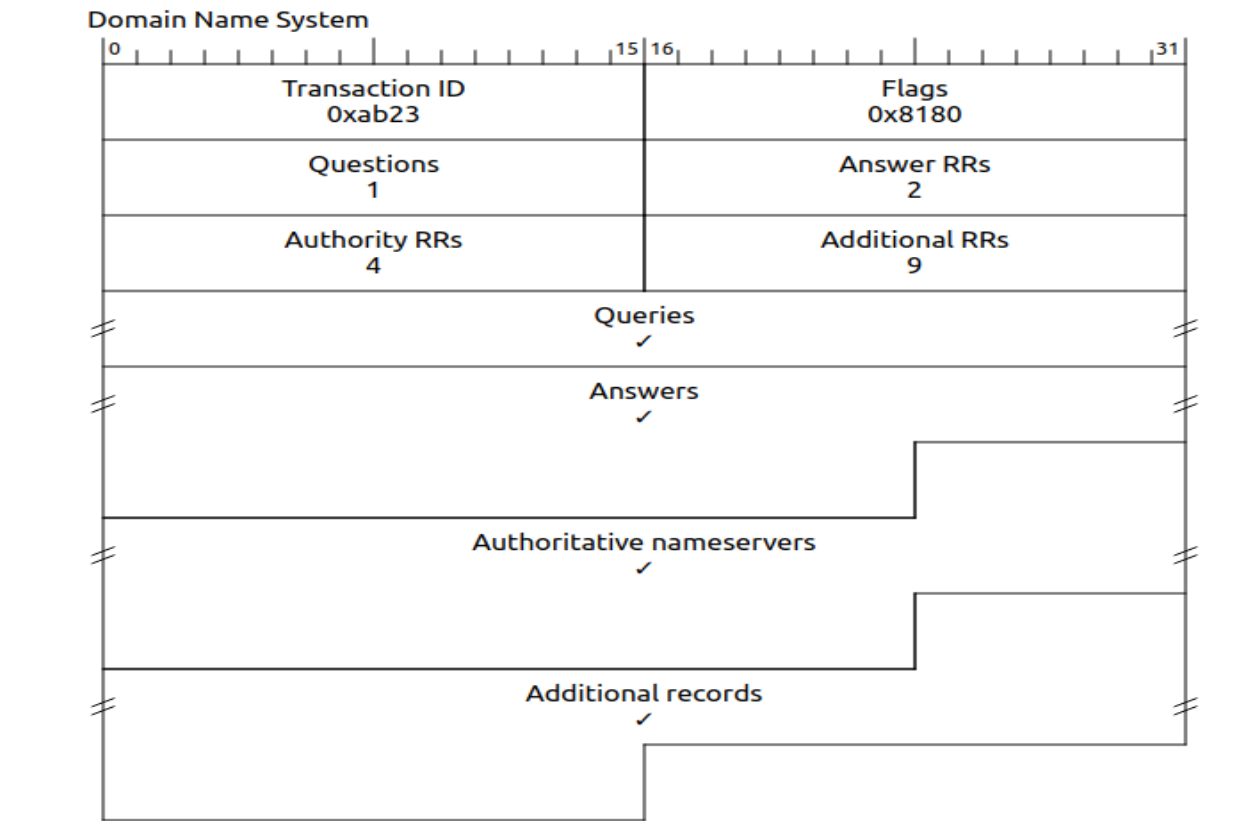 Domain Name System
0 15 16 31
Transaction ID Flags
0xab23 0x8180
Questions Answer RRs
1 2
Authority RRs Additional RRs
4 9
Queries
✓
Answers
✓
Authoritative nameservers
✓
Additional records
✓